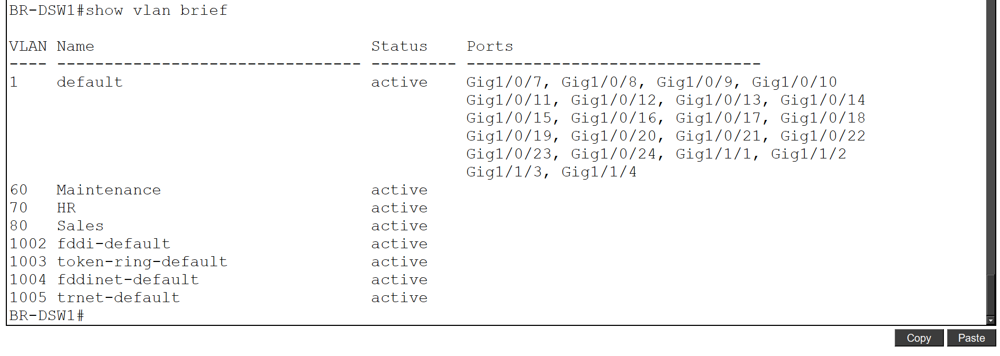 BR-DSW1#show vlan brief
VLAN Name                             Status    Ports
---- -------------------------------- --------- -------------------------------
1    default                          active    Gig1/0/7, Gig1/0/8, Gig1/0/9, Gig1/0/10
                                                Gig1/0/11, Gig1/0/12, Gig1/0/13, Gig1/0/14
                                                Gig1/0/15, Gig1/0/16, Gig1/0/17, Gig1/0/18
                                                Gig1/0/19, Gig1/0/20, Gig1/0/21, Gig1/0/22
                                                Gig1/0/23, Gig1/0/24, Gig1/1/1, Gig1/1/2
                                                Gig1/1/3, Gig1/1/4
60   Maintenance                      active
70   HR                               active
80   Sales                            active
1002 fddi-default                     active
1003 token-ring-default               active
1004 fddinet-default                  active
1005 trnet-default                    active
BR-DSW1#
Copy Paste